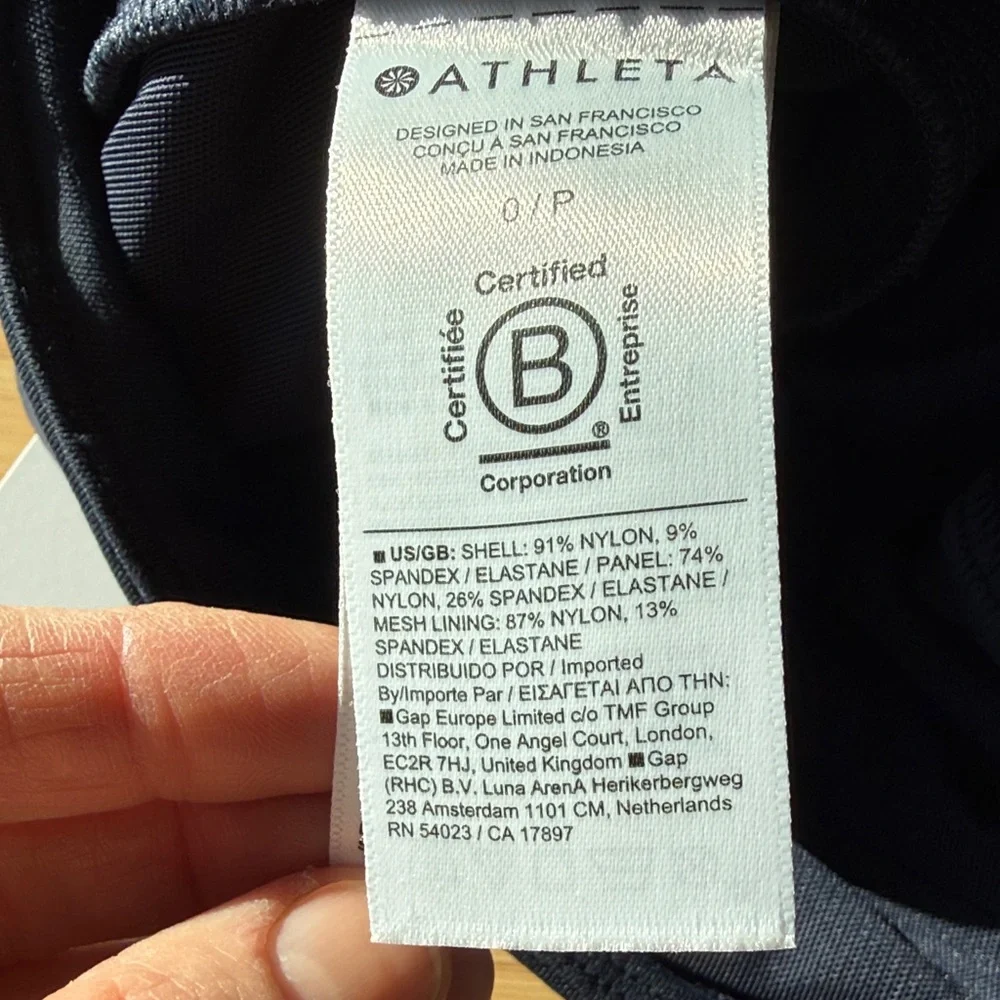 ATHLETA
DESIGNED IN SAN FRANCISCO
CONÇU À SAN FRANCISCO
MADE IN INDONESIA
0 / P
Certified
Certifiée
B
Entreprise
®
Corporation
US/GB: SHELL: 91% NYLON, 9%
SPANDEX / ELASTANE / PANEL: 74%
NYLON, 26% SPANDEX / ELASTANE /
MESH LINING: 87% NYLON, 13%
SPANDEX / ELASTANE
DISTRIBUIDO POR / Imported
By/Importe Par / ΕΙΣΑΓΕΤΑΙ ΑΠΟ ΤΗΝ:
Gap Europe Limited c/o TMF Group
13th Floor, One Angel Court, London,
EC2R 7HJ, United Kingdom Gap
(RHC) B.V. Luna ArenA Herikerbergweg
238 Amsterdam 1101 CM, Netherlands
RN 54023 / CA 17897